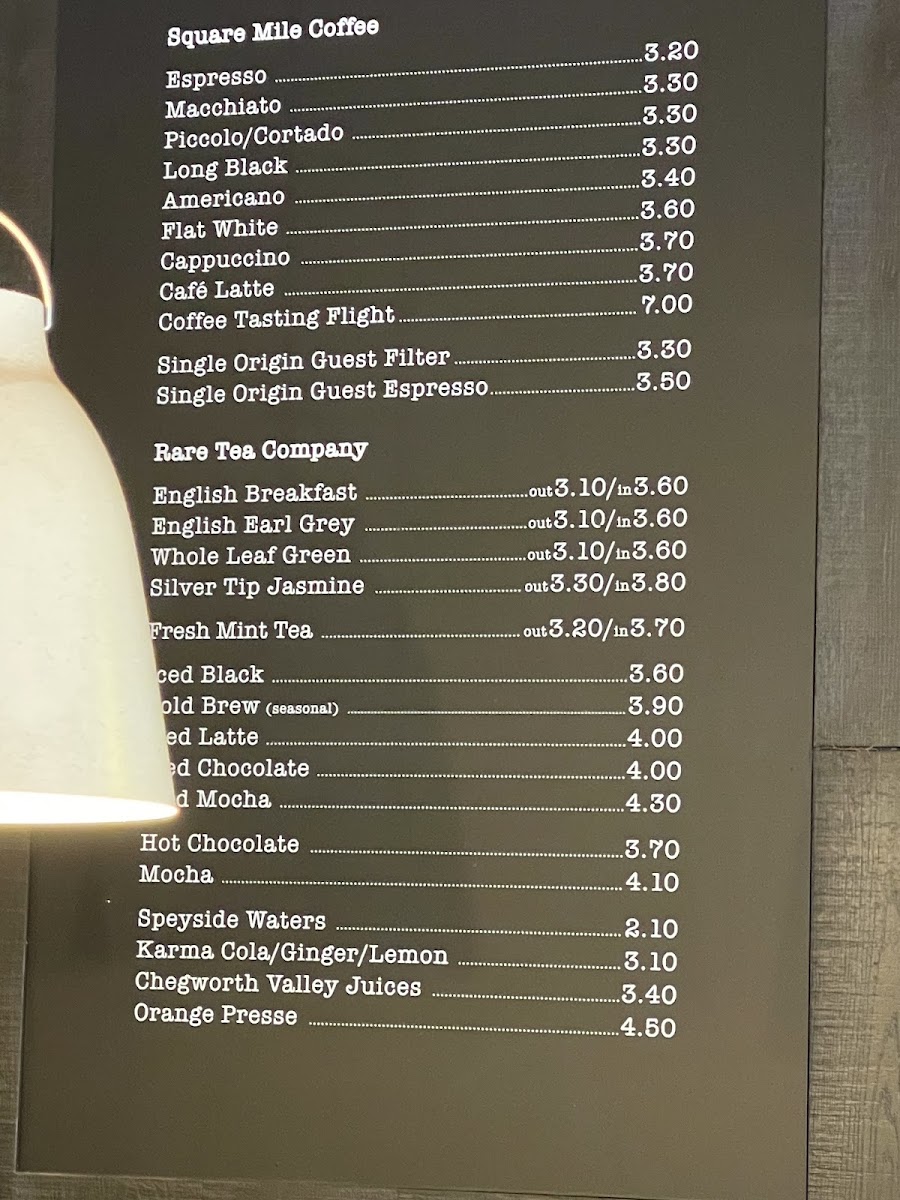 Square Mile Coffee
Espresso 3.20
Macchiato 3.30
Piccolo/Cortado 3.30
Long Black 3.30
Americano 3.40
Flat White 3.60
Cappuccino 3.70
Café Latte 3.70
Coffee Tasting Flight 7.00
Single Origin Guest Filter 3.30
Single Origin Guest Espresso 3.50
Rare Tea Company
English Breakfast out3.10/in3.60
English Earl Grey out3.10/in3.60
Whole Leaf Green out3.10/in3.60
Silver Tip Jasmine out3.30/in3.80
Fresh Mint Tea out3.20/in3.70
ced Black 3.60
old Brew (seasonal) 3.90
ed Latte 4.00
ed Chocolate 4.00
d Mocha 4.30
Hot Chocolate 3.70
Mocha 4.10
Speyside Waters 2.10
Karma Cola/Ginger/Lemon 3.10
Chegworth Valley Juices 3.40
Orange Presse 4.50